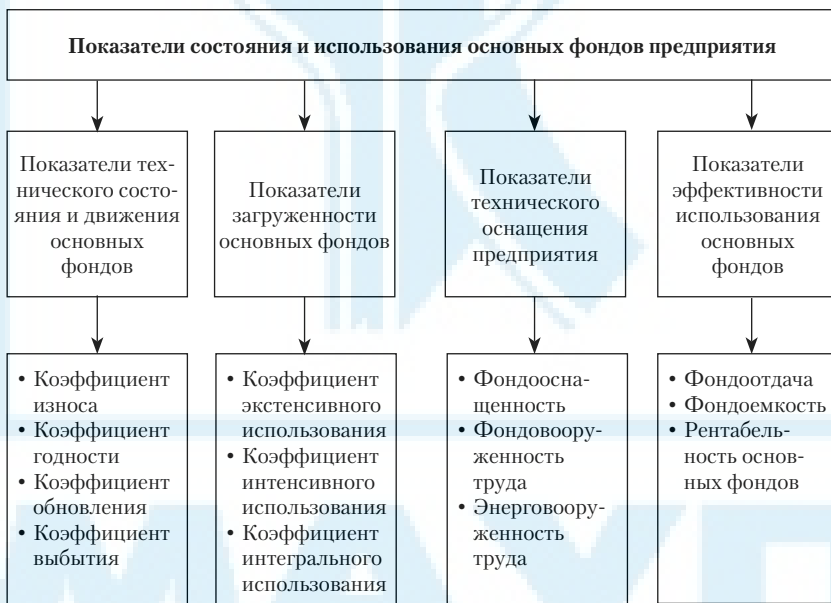 Показатели состояния и использования основных фондов предприятия
Показатели тех-
нического состо-
яния и движения
основных
фондов
Показатели
загруженности
основных фондов
Показатели
технического
оснащения
предприятия
Показатели
эффективности
использования
основных
фондов
• Коэффициент
износа
• Коэффициент
годности
• Коэффициент
обновления
• Коэффициент
выбытия
• Коэффициент
экстенсивного
использования
• Коэффициент
интенсивного
использования
• Коэффициент
интегрального
использования
• Фондоосна-
щенность
• Фондовоору-
женность
труда
• Энерговоору-
женность
труда
• Фондоотдача
• Фондоемкость
• Рентабель-
ность основ-
ных фондов